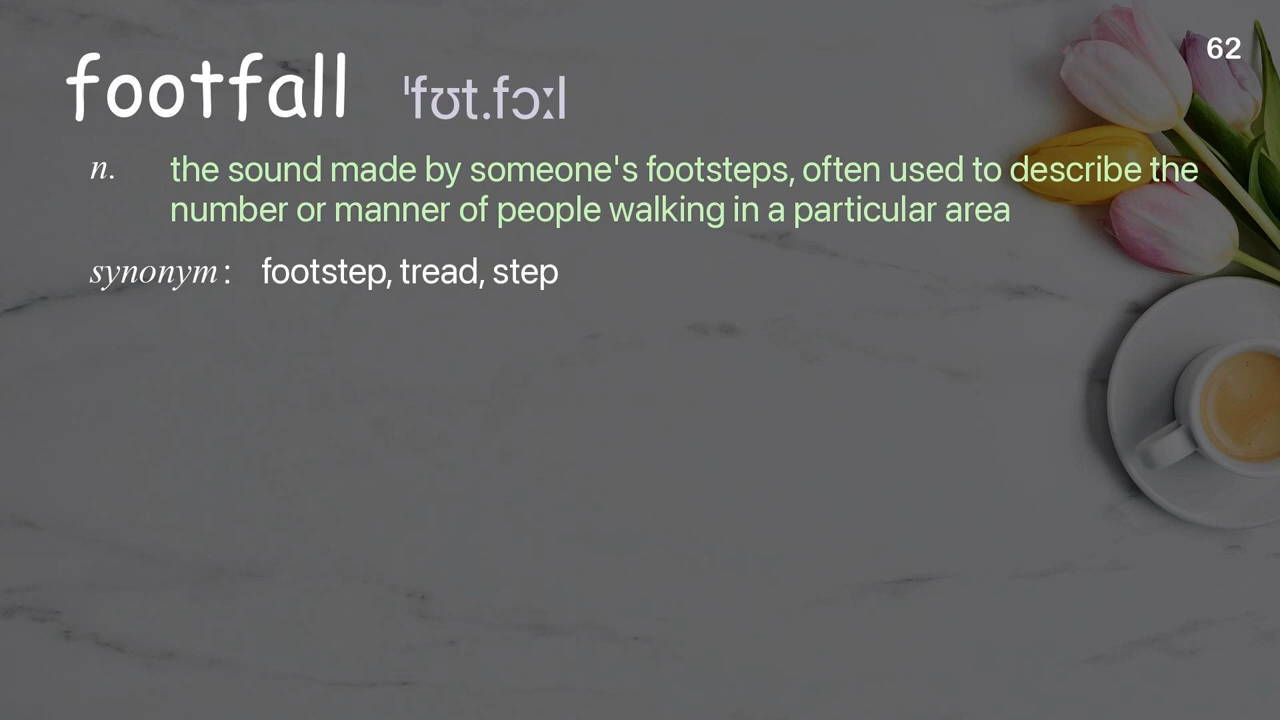 62
footfall ˈfʊt.fɔːl
n. the sound made by someone's footsteps, often used to describe the
number or manner of people walking in a particular area
synonym: footstep, tread, step